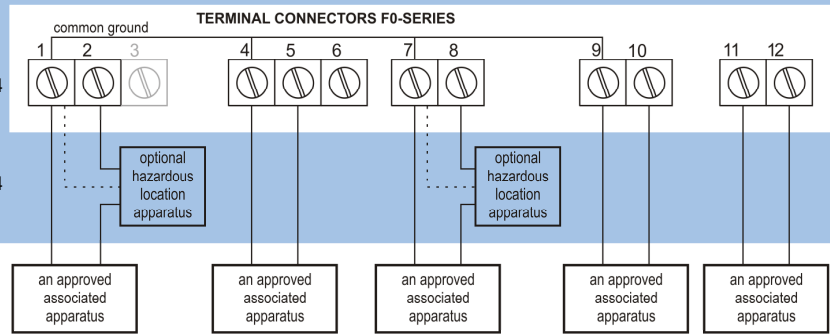 TERMINAL CONNECTORS F0-SERIES
common ground
1 2 3 4 5 6 7 8 9 10 11 12
4
optional
hazardous
location
apparatus
optional
hazardous
location
apparatus
4
an approved
associated
apparatus
an approved
associated
apparatus
an approved
associated
apparatus
an approved
associated
apparatus
an approved
associated
apparatus